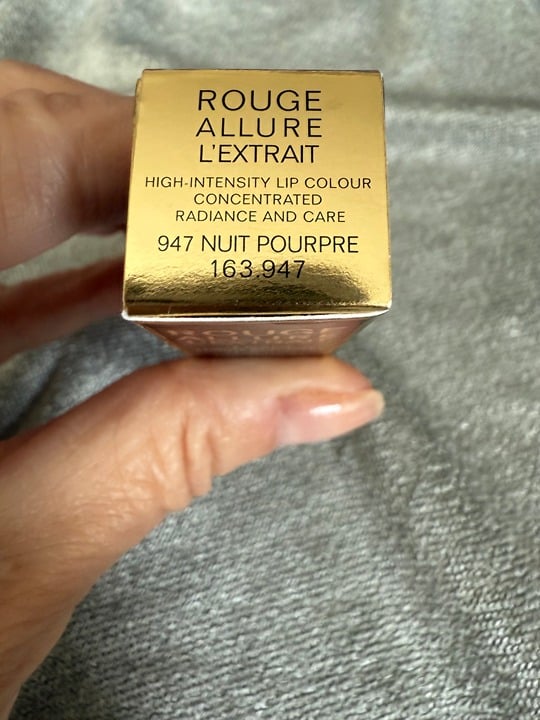 ROUGE
ALLURE
L'EXTRAIT
HIGH-INTENSITY LIP COLOUR
CONCENTRATED
RADIANCE AND CARE
947 NUIT POURPRE
163.947